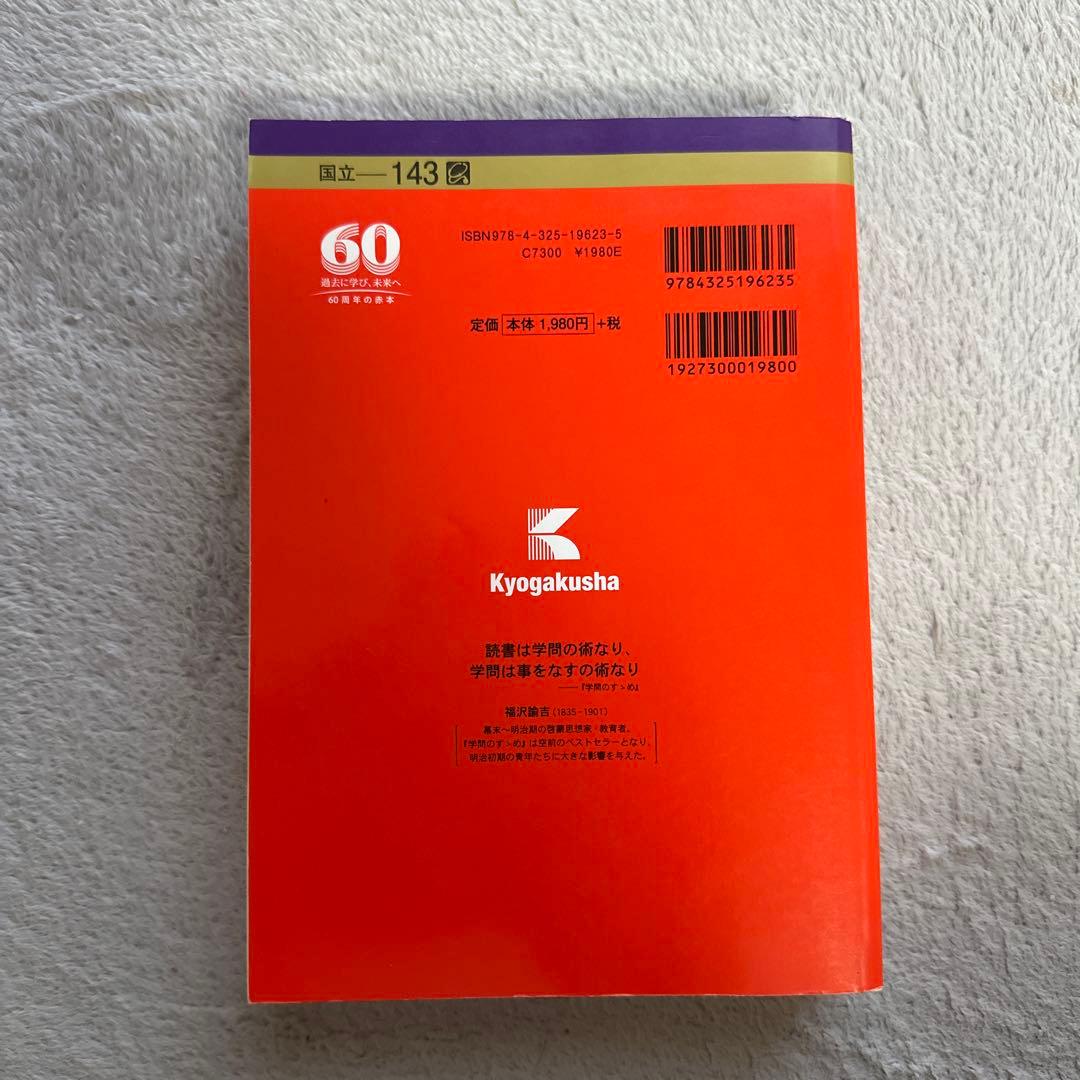 国立——143
60
過去に学び、未来へ
60周年の赤本
ISBN978-4-325-19623-5
C7300 ¥1980E
定価 本体1,980円 +税
9784325196235
1927300019800
Kyogakusha
読書は学問の術なり、
学問は事をなすの術なり
——『学問のすゝめ』
福沢諭吉(1835-1901)
幕末〜明治期の啓蒙思想家・教育者。
『学問のすゝめ』は空前のベストセラーとなり、
明治初期の青年たちに大きな影響を与えた。